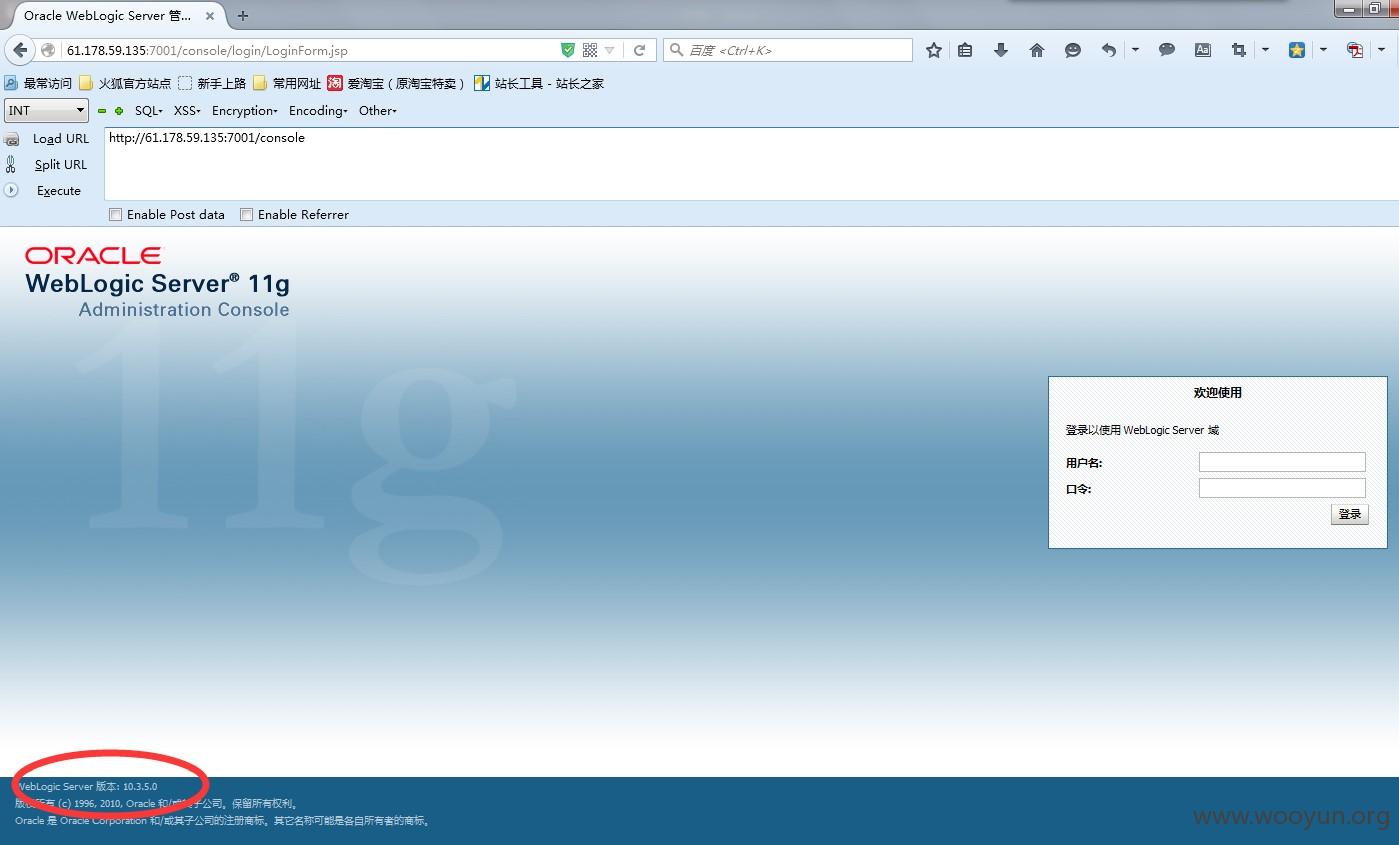 Oracle WebLogic Server 管...
61.178.59.135:7001/console/login/LoginForm.jsp
百度 <Ctrl+K>
最常访问 火狐官方站点 新手上路 常用网址 淘 爱淘宝（原淘宝特卖） 站长工具 - 站长之家
INT SQL XSS Encryption Encoding Other
Load URL http://61.178.59.135:7001/console
Split URL
Execute
Enable Post data Enable Referrer
ORACLE
WebLogic Server® 11g
Administration Console
11g
欢迎使用
登录以使用 WebLogic Server 域
用户名:
口令:
登录
WebLogic Server 版本: 10.3.5.0
版权所有 (c) 1996, 2010, Oracle 和/或其子公司。保留所有权利。
Oracle 是 Oracle Corporation 和/或其子公司的注册商标。其它名称可能是各自所有者的商标。
www.wooyun.org